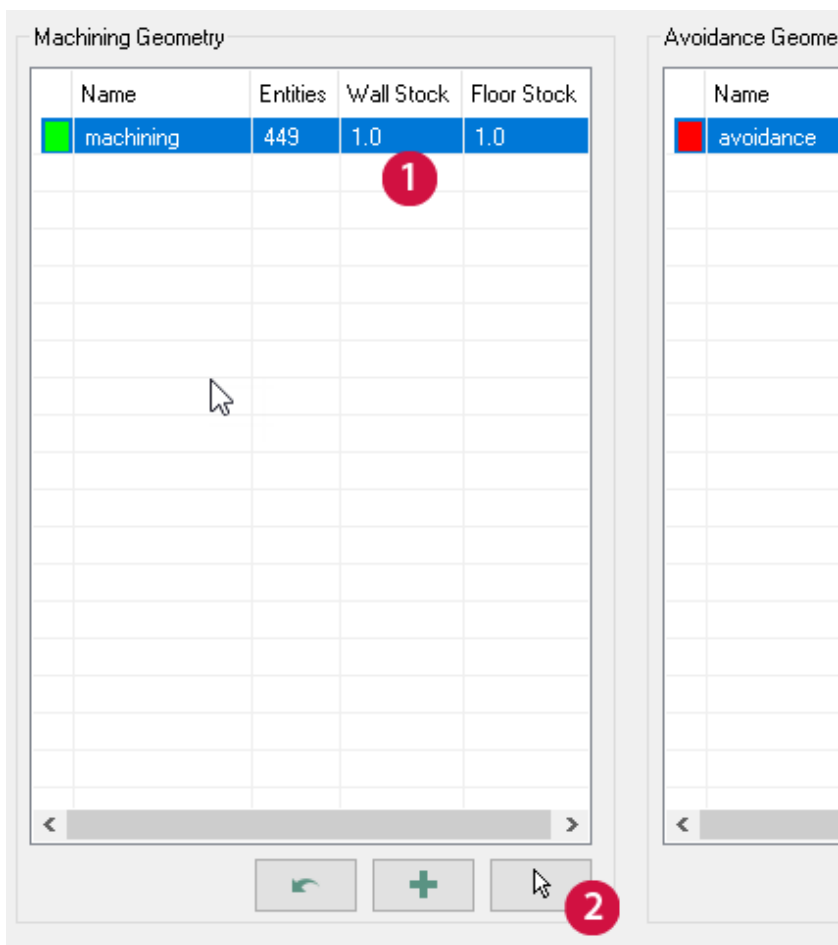 Machining Geometry
Name Entities Wall Stock Floor Stock
machining 449 1.0 1.0
1
2
Avoidance Geome
Name
avoidance